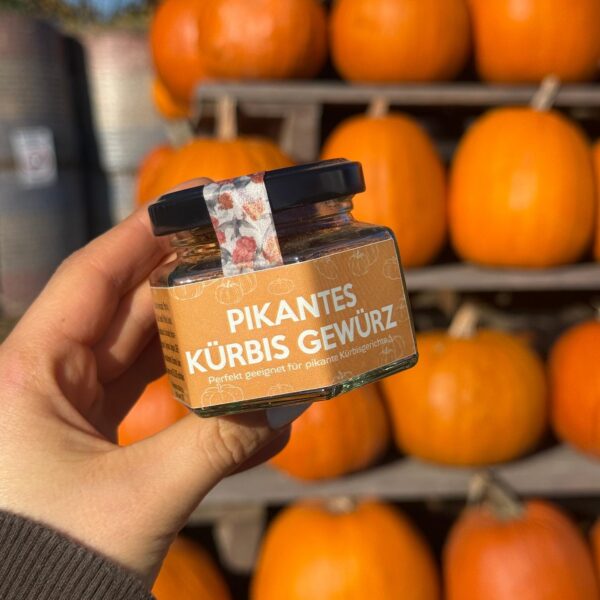 PIKANTES
KÜRBIS GEWÜRZ
Perfekt geeignet für pikante Kürbisgerichte